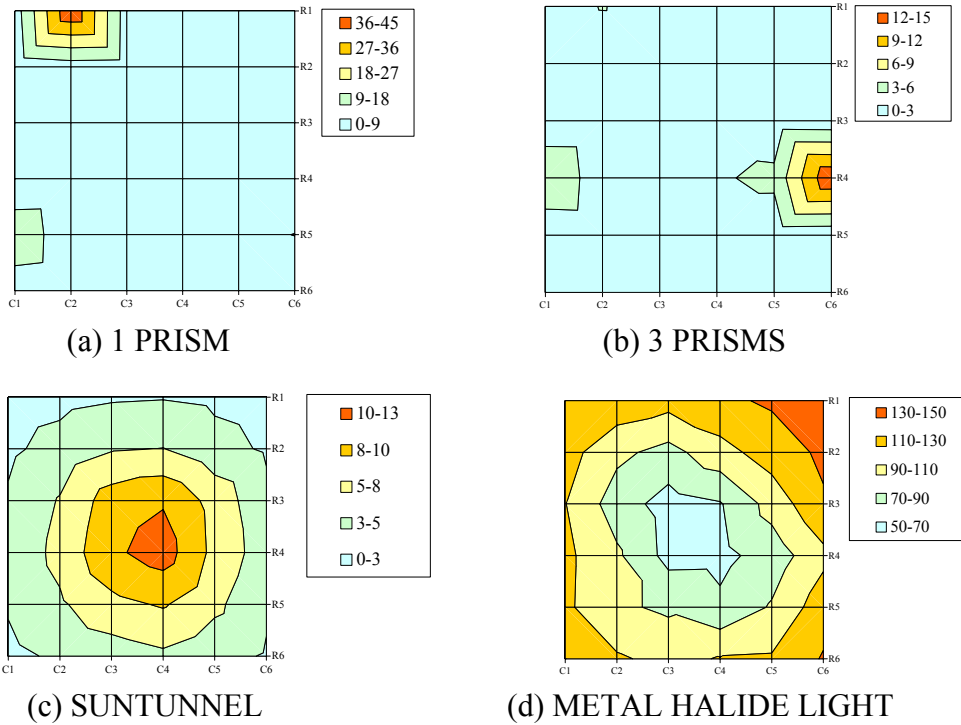 36-45
27-36
18-27
9-18
0-9
R1
R2
R3
R4
R5
R6
C1 C2 C3 C4 C5 C6
(a) 1 PRISM
12-15
9-12
6-9
3-6
0-3
R1
R2
R3
R4
R5
R6
C1 C2 C3 C4 C5 C6
(b) 3 PRISMS
10-13
8-10
5-8
3-5
0-3
R1
R2
R3
R4
R5
R6
C1 C2 C3 C4 C5 C6
(c) SUNTUNNEL
130-150
110-130
90-110
70-90
50-70
R1
R2
R3
R4
R5
R6
C1 C2 C3 C4 C5 C6
(d) METAL HALIDE LIGHT